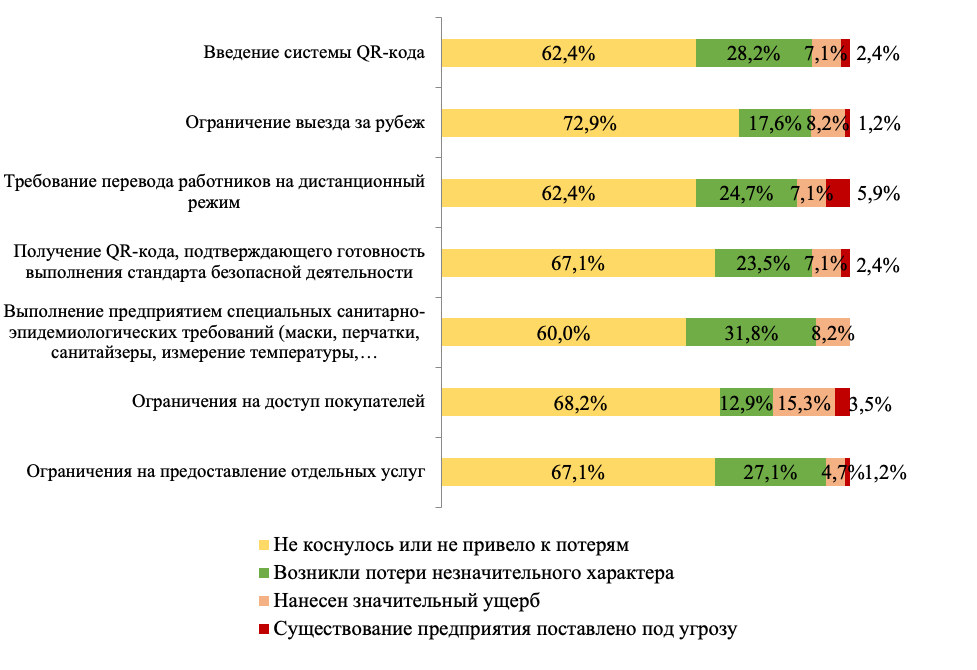 Введение системы QR-кода
62,4% 28,2% 7,1% 2,4%
Ограничение выезда за рубеж
72,9% 17,6% 8,2% 1,2%
Требование перевода работников на дистанционный
режим
62,4% 24,7% 7,1% 5,9%
Получение QR-кода, подтверждающего готовность
выполнения стандарта безопасной деятельности
67,1% 23,5% 7,1% 2,4%
Выполнение предприятием специальных санитарно-
эпидемиологических требований (маски, перчатки,
санитайзеры, измерение температуры,…
60,0% 31,8% 8,2%
Ограничения на доступ покупателей
68,2% 12,9% 15,3% 3,5%
Ограничения на предоставление отдельных услуг
67,1% 27,1% 4,7% 1,2%
Не коснулось или не привело к потерям
Возникли потери незначительного характера
Нанесен значительный ущерб
Существование предприятия поставлено под угрозу